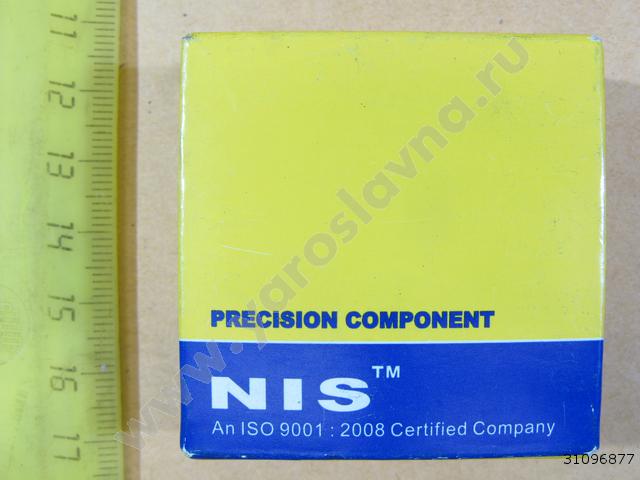 11
12
13
14
15
16
17
www.yaroslavna.ru
PRECISION COMPONENT
NIS™
An ISO 9001 : 2008 Certified Company
31096877